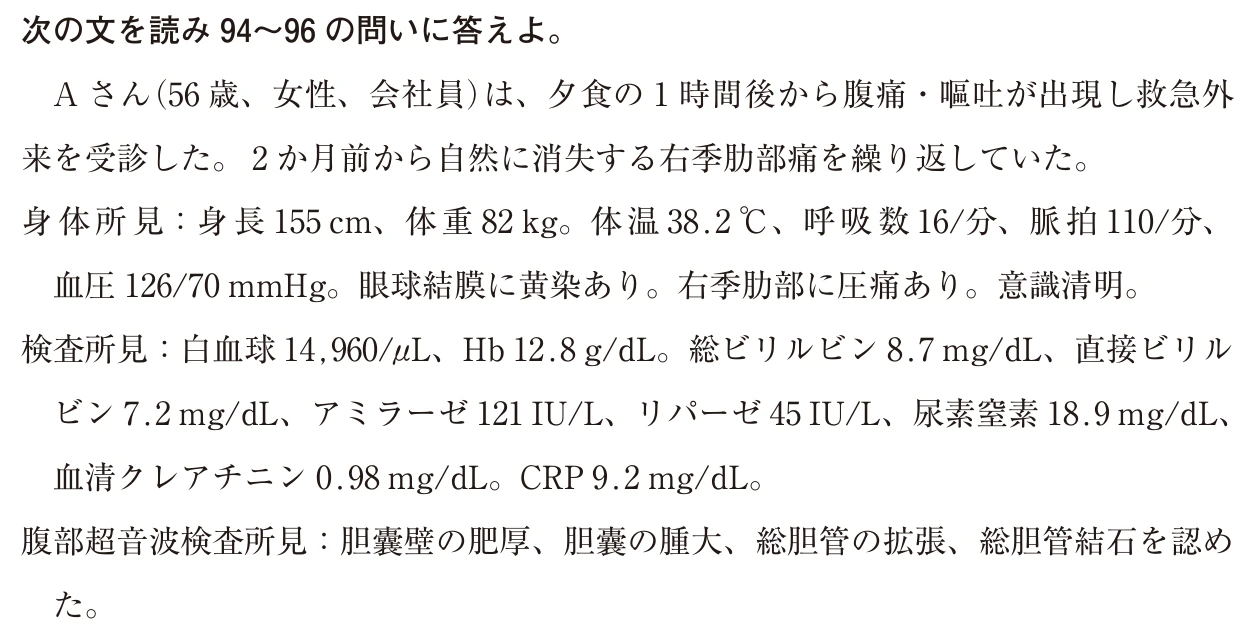 次の文を読み 94〜96 の問いに答えよ。
A さん(56 歳、女性、会社員)は、夕食の 1 時間後から腹痛・嘔吐が出現し救急外
来を受診した。 2 か月前から自然に消失する右季肋部痛を繰り返していた。
身体所見：身長 155 cm、体重 82 kg。体温 38.2 ℃、呼吸数 16/分、脈拍 110/分、
血圧 126/70 mmHg。眼球結膜に黄染あり。右季肋部に圧痛あり。意識清明。
検査所見：白血球 14,960/μL、Hb 12.8 g/dL。総ビリルビン 8.7 mg/dL、直接ビリル
ビン 7.2 mg/dL、アミラーゼ 121 IU/L、リパーゼ 45 IU/L、尿素窒素 18.9 mg/dL、
血清クレアチニン 0.98 mg/dL。CRP 9.2 mg/dL。
腹部超音波検査所見：胆囊壁の肥厚、胆囊の腫大、総胆管の拡張、総胆管結石を認め
た。